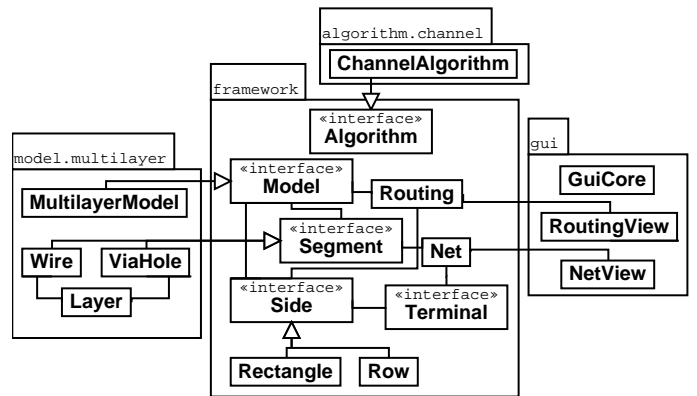 algorithm.channel
ChannelAlgorithm
framework
«interface»
Algorithm
model.multilayer
MultilayerModel
Wire
ViaHole
Layer
«interface»
Model
Routing
«interface»
Segment
Net
«interface»
Side
«interface»
Terminal
Rectangle
Row
gui
GuiCore
RoutingView
NetView